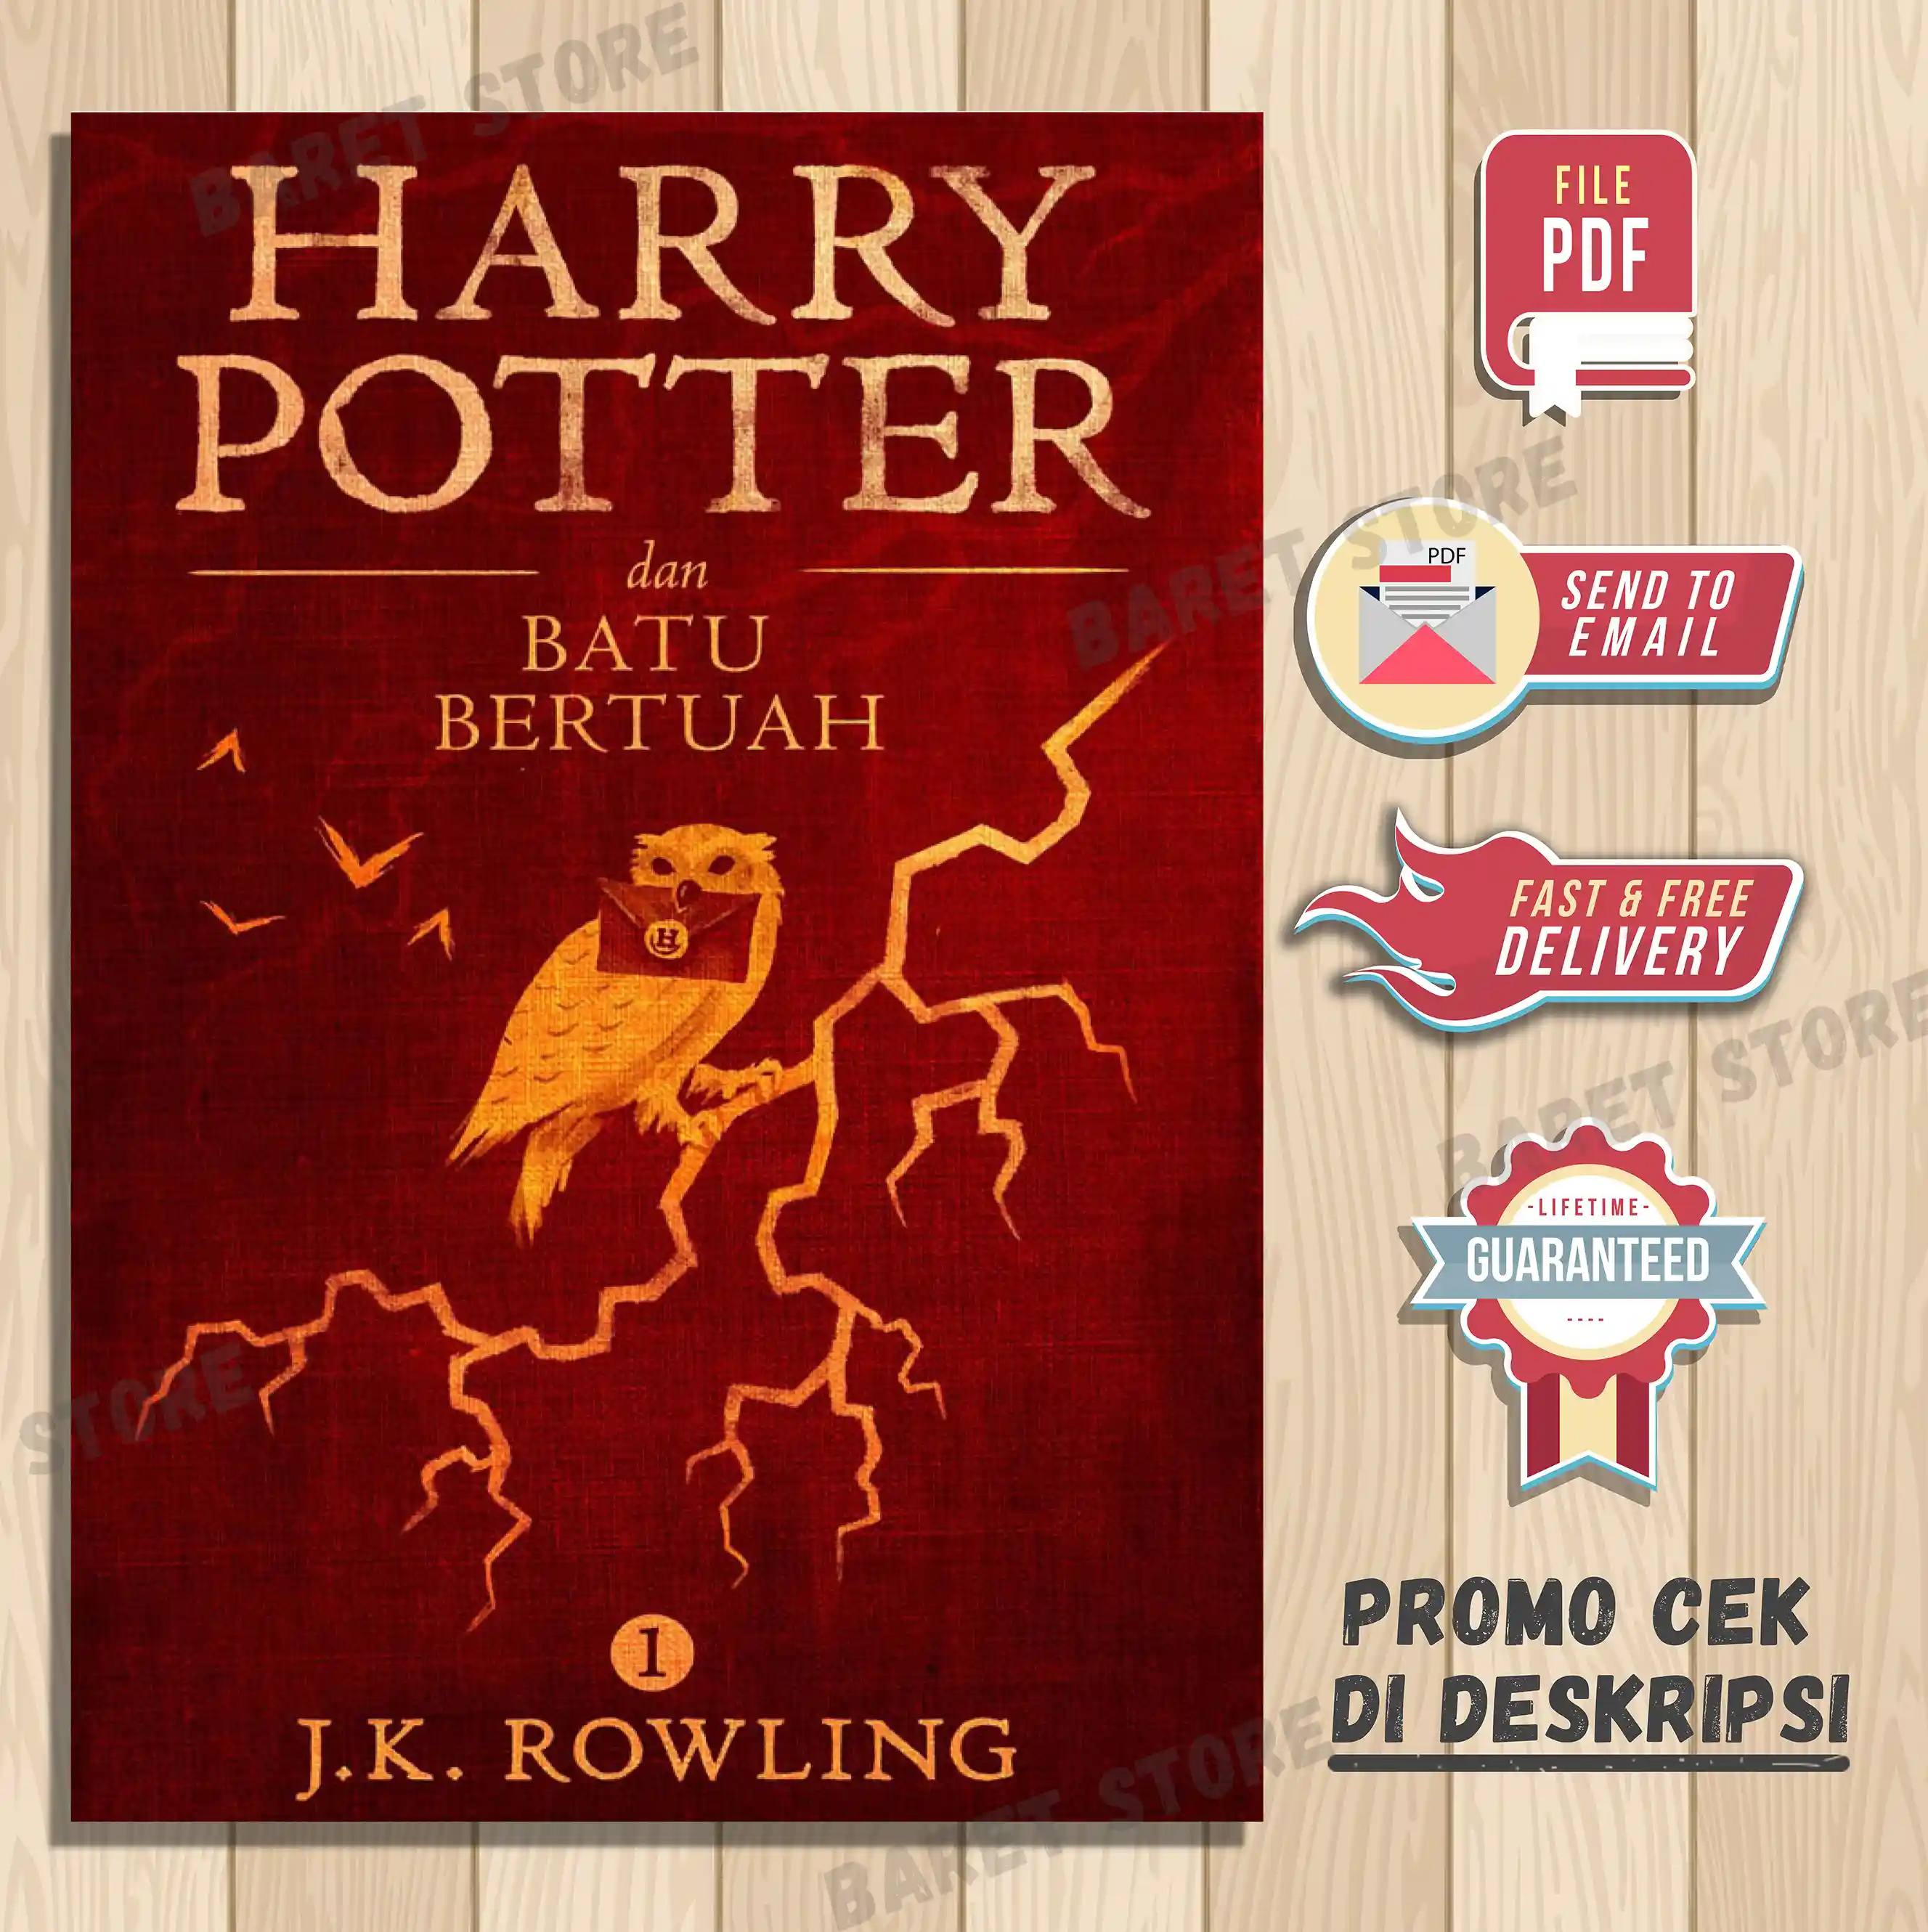 HARRY
POTTER
dan
BATU
BERTUAH
H
1
J.K. ROWLING
FILE
PDF
PDF
SEND TO
EMAIL
FAST & FREE
DELIVERY
-LIFETIME-
GUARANTEED
----
PROMO CEK
DI DESKRIPSI
BARET STORE
BARET STORE
BARET STORE
STORE
BARET STORE